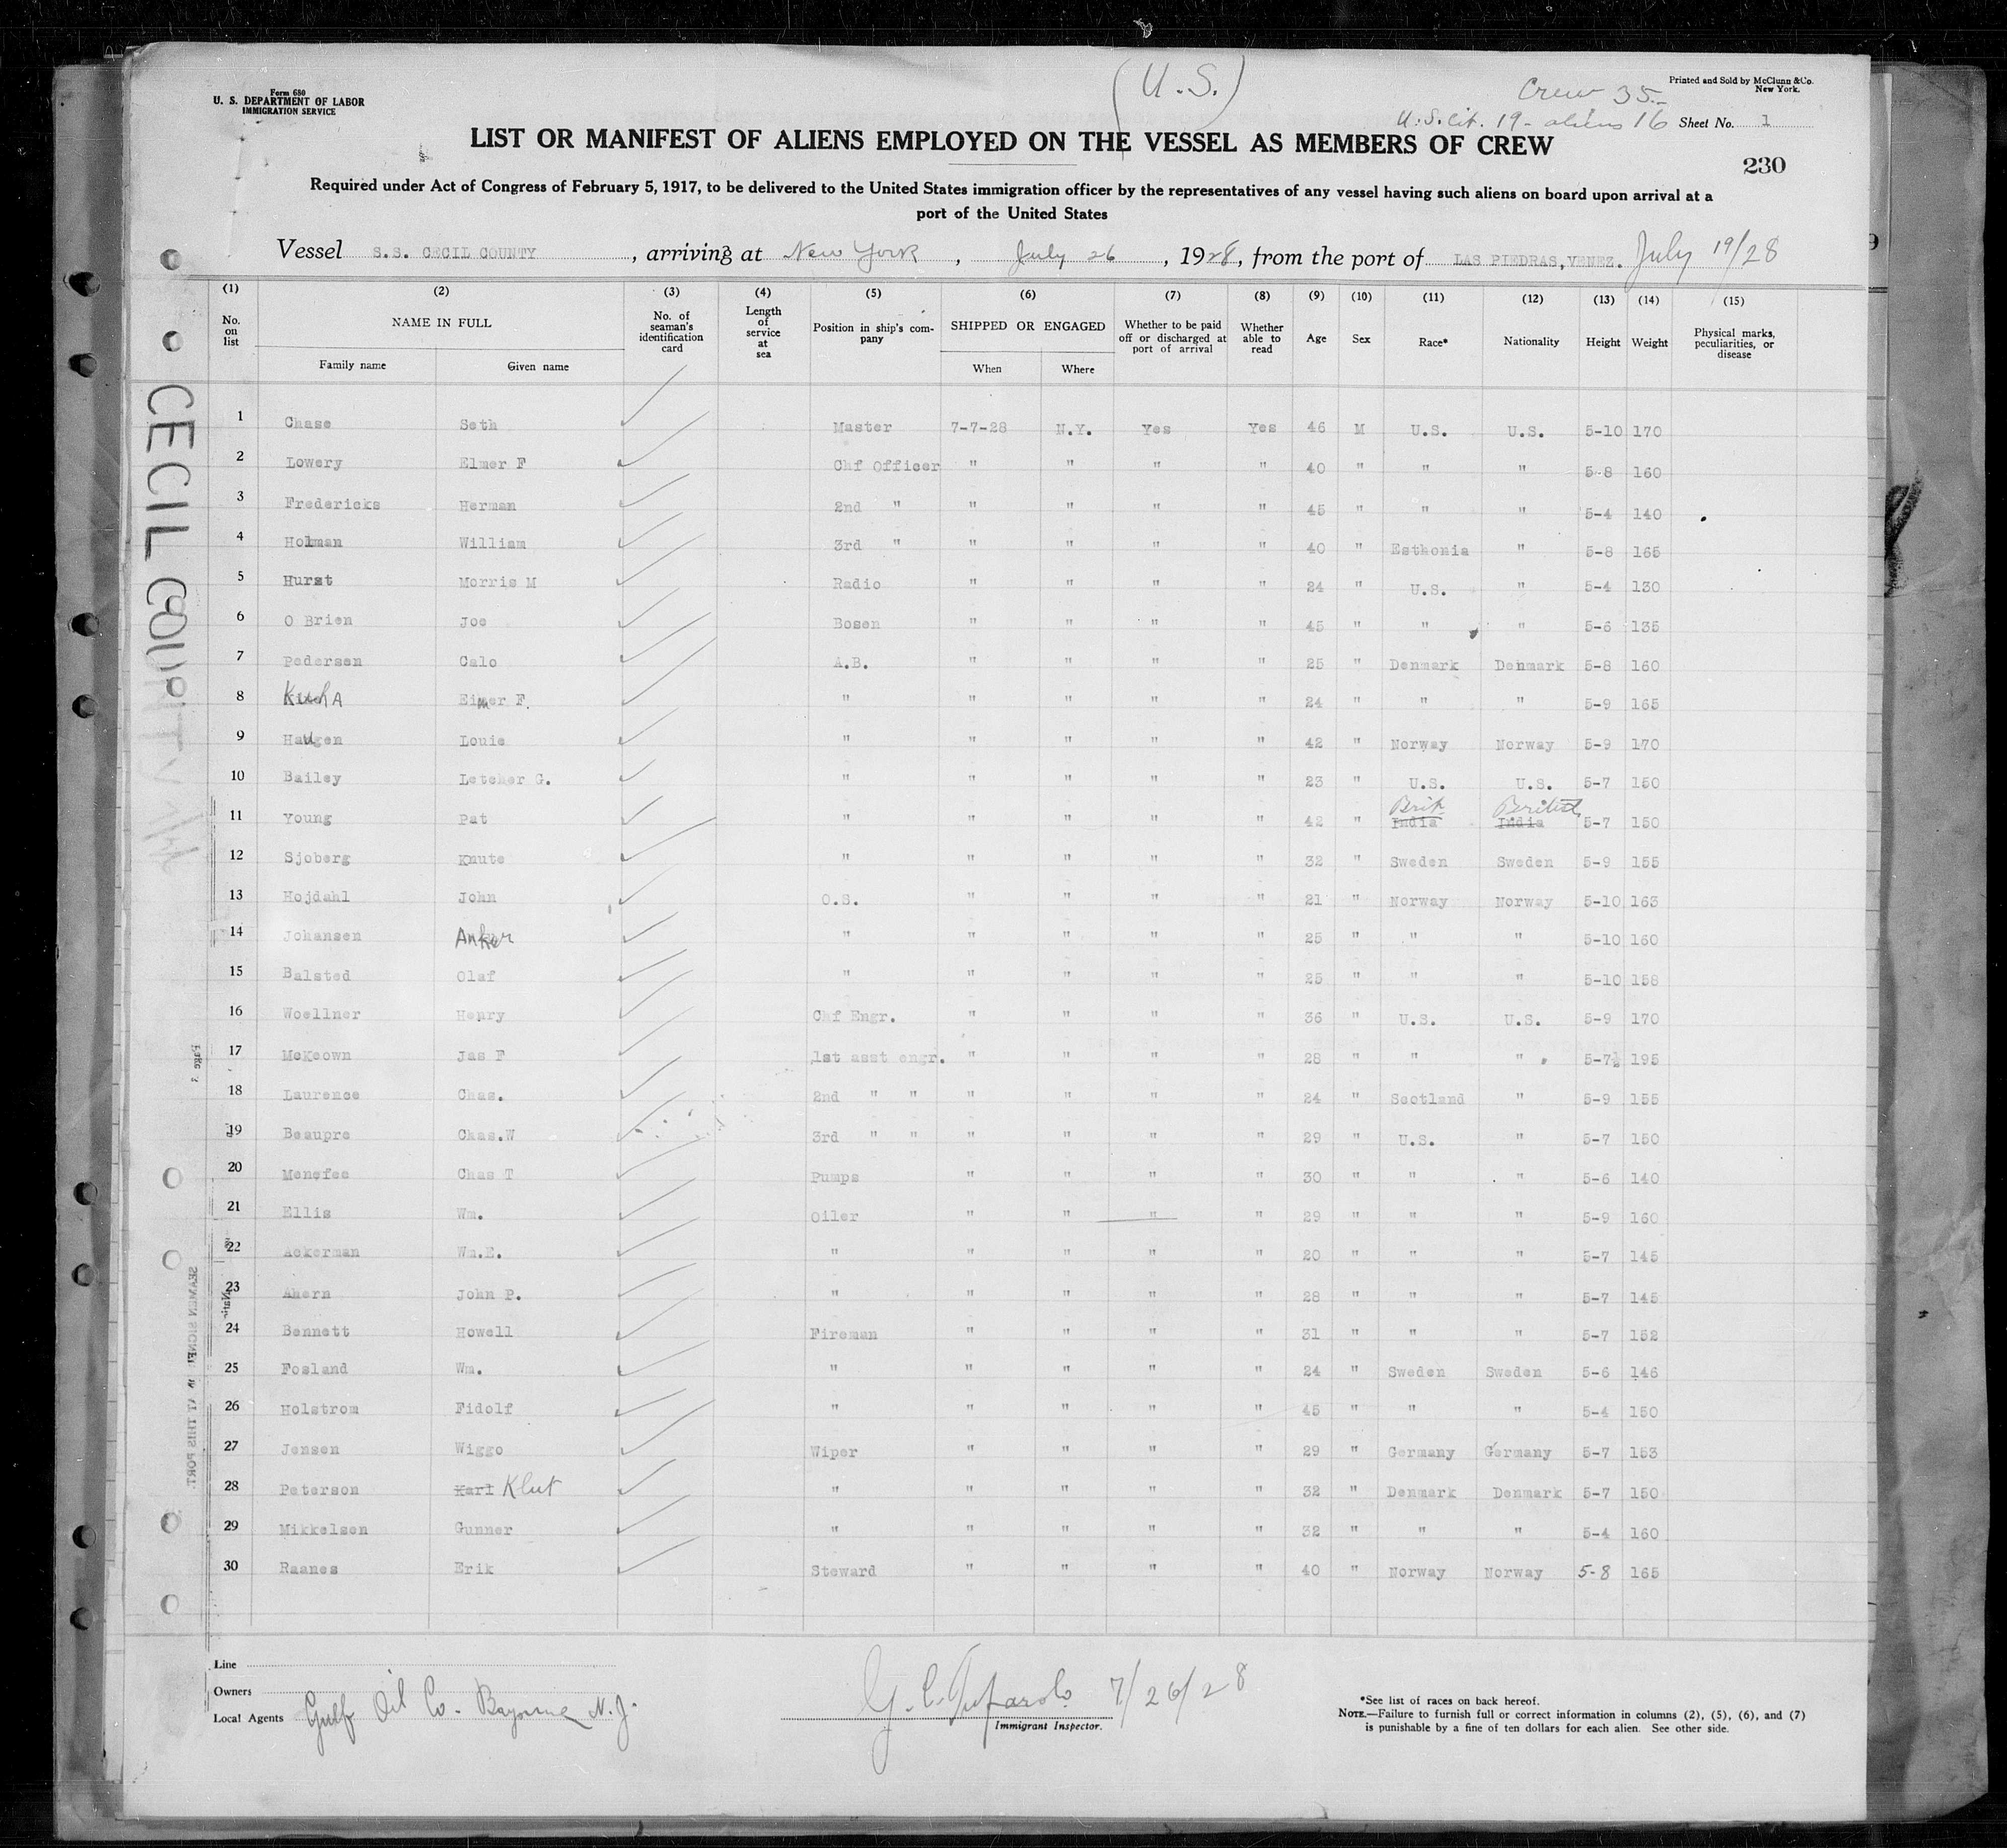 (U.S.)
Form 680
U. S. DEPARTMENT OF LABOR
IMMIGRATION SERVICE
Printed and Sold by McClunn & Co.
New York.
Crew 35-
U.S. cit. 19- aliens 16 Sheet No. 1
LIST OR MANIFEST OF ALIENS EMPLOYED ON THE VESSEL AS MEMBERS OF CREW
230
Required under Act of Congress of February 5, 1917, to be delivered to the United States immigration officer by the representatives of any vessel having such aliens on board upon arrival at a
port of the United States
Vessel S.S. CECIL COUNTY, arriving at New York, July 26, 1928, from the port of LAS PIEDRAS, VENEZ. July 19/28
(1) (2) (3) (4) (5) (6) (7) (8) (9) (10) (11) (12) (13) (14) (15)
No. on list NAME IN FULL Family name Given name No. of seaman's identification card Length of service at sea Position in ship's company SHIPPED OR ENGAGED When Where Whether to be paid off or discharged at port of arrival Whether able to read Age Sex Race* Nationality Height Weight Physical marks, peculiarities, or disease
1 Chase Seth Master 7-7-28 N.Y. Yes Yes 46 M U.S. U.S. 5-10 170
2 Lowery Elmer F Chf Officer " " " " 40 " " " 5-8 160
3 Fredericks Herman 2nd " " " " " 45 " " " 5-4 140
4 Holman William 3rd " " " " " 40 " Esthonia " 5-8 165
5 Hurst Morris M Radio " " " " 24 " U.S. " 5-4 130
6 O Brien Joe Bosen " " " " 45 " " " 5-6 135
7 Pedersen Calo A.B. " " " " 25 " Denmark Denmark 5-8 160
8 Eimer F. " " " " " 24 " " " 5-9 165
9 Haugen Louie " " " " " 42 " Norway Norway 5-9 170
10 Bailey Letcher G. " " " " " 23 " U.S. U.S. 5-7 150
11 Young Pat " " " " " 42 " India Brit India British 5-7 150
12 Sjoberg Knute " " " " " 32 " Sweden Sweden 5-9 155
13 Hojdahl John O.S. " " " " 21 " Norway Norway 5-10 163
14 Johansen Anker " " " " " 25 " " " 5-10 160
15 Balsted Olaf " " " " " 25 " " " 5-10 158
16 Woellner Henry Chf Engr. " " " " 36 " U.S. U.S. 5-9 170
17 McKeown Jas F 1st asst engr. " " " " 28 " " " 5-7½ 195
18 Laurence Chas. 2nd " " " " " " 24 " Scotland " 5-9 155
19 Beaupre Chas.W 3rd " " " " " " 29 " U.S. " 5-7 150
20 Menefee Chas T Pumps " " " " 30 " " " 5-6 140
21 Ellis Wm. Oiler " " " " 29 " " " 5-9 160
22 Ackerman Wm.E. " " " " " 20 " " " 5-7 145
23 Ahern John P. " " " " " 28 " " " 5-7 145
24 Bennett Howell Fireman " " " " 31 " " " 5-7 152
25 Fosland Wm. " " " " " 24 " Sweden Sweden 5-6 146
26 Holstrom Fidolf " " " " " 45 " " " 5-4 150
27 Jensen Wiggo Wiper " " " " 29 " Germany Germany 5-7 153
28 Peterson Karl Klut " " " " " 32 " Denmark Denmark 5-7 150
29 Mikkelsen Gunner " " " " " 32 " " " 5-4 160
30 Raanes Erik Steward " " " " 40 " Norway Norway 5-8 165
CECIL COUNTY
SEAMEN SIGNED AT THIS PORT.
Line
Owners
Local Agents Gulf Oil Co. Bayonne N.J.
7/26/28
Immigrant Inspector.
*See list of races on back hereof.
NOTE.—Failure to furnish full or correct information in columns (2), (5), (6), and (7)
is punishable by a fine of ten dollars for each alien. See other side.